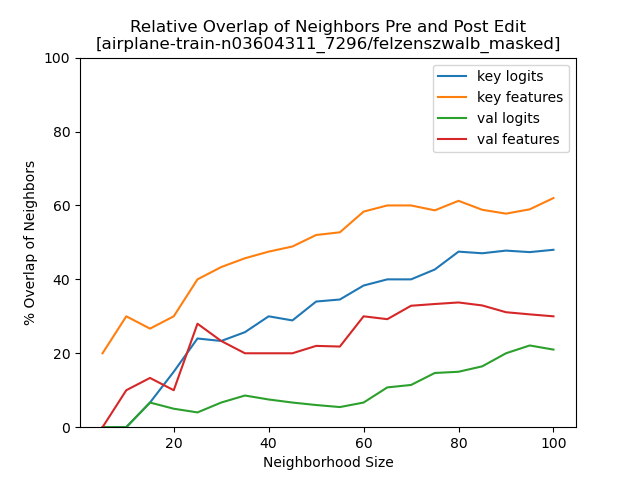 Relative Overlap of Neighbors Pre and Post Edit
[airplane-train-n03604311_7296/felzenszwalb_masked]
100
80
60
40
20
0
% Overlap of Neighbors
key logits
key features
val logits
val features
20
40
60
80
100
Neighborhood Size